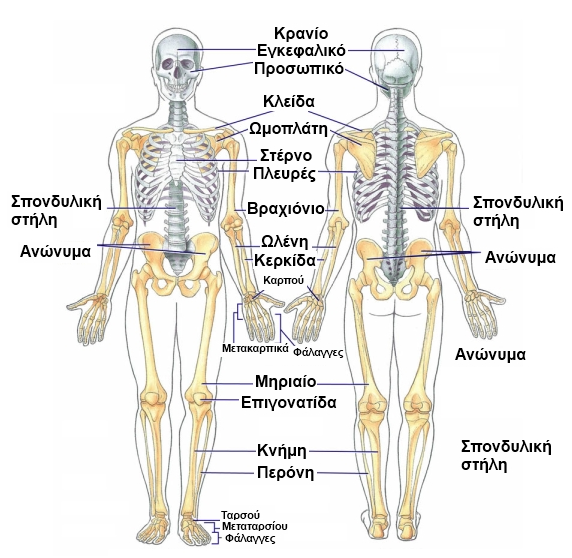 Κρανίο
Εγκεφαλικό
Προσωπικό
Κλείδα
Ωμοπλάτη
Στέρνο
Πλευρές
Σπονδυλική
στήλη
Βραχιόνιο
Σπονδυλική
στήλη
Ανώνυμα
Ωλένη
Κερκίδα
Ανώνυμα
Καρπού
Μετακαρπικά
Φάλαγγες
Ανώνυμα
Μηριαίο
Επιγονατίδα
Κνήμη
Περόνη
Σπονδυλική
στήλη
Ταρσού
Μεταταρσίου
Φάλαγγες